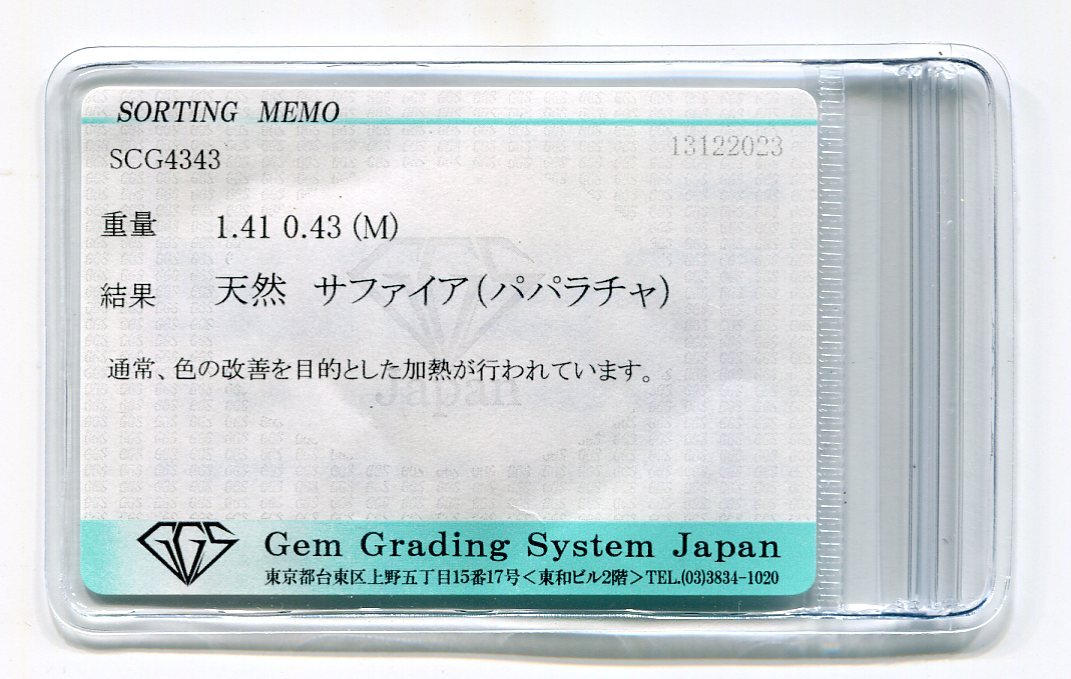 SORTING MEMO
13122023
SCG4343
重量 1.41 0.43 (M)
結果 天然 サファイア(パパラチャ)
通常、色の改善を目的とした加熱が行われています。
Japan
GGS Gem Grading System Japan
東京都台東区上野五丁目15番17号<東和ビル2階>TEL.(03)3834-1020